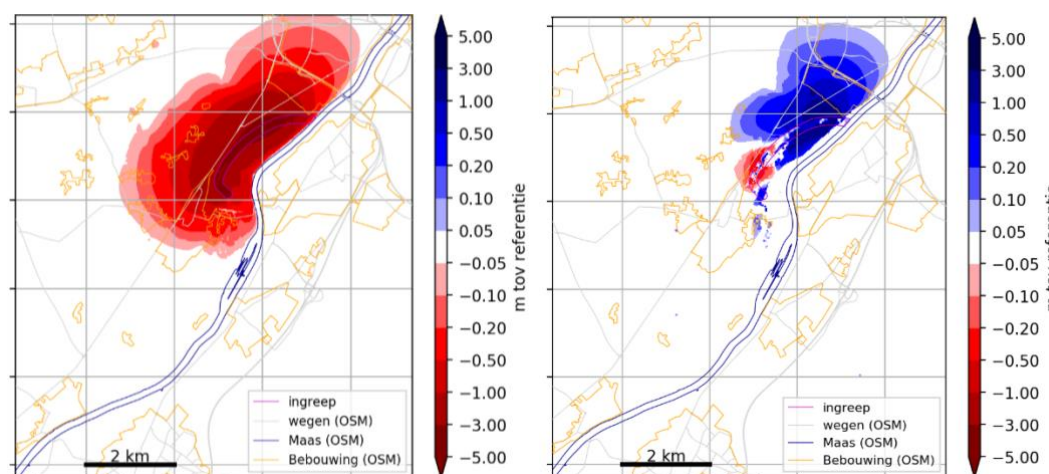 5.00
3.00
1.00
0.50
0.20
0.10
0.05
−0.05
−0.10
−0.20
−0.50
−1.00
−3.00
−5.00
m tov referentie
ingreep
wegen (OSM)
Maas (OSM)
Bebouwing (OSM)
2 km
5.00
3.00
1.00
0.50
0.20
0.10
0.05
−0.05
−0.10
−0.20
−0.50
−1.00
−3.00
−5.00
m tov referentie
ingreep
wegen (OSM)
Maas (OSM)
Bebouwing (OSM)
2 km